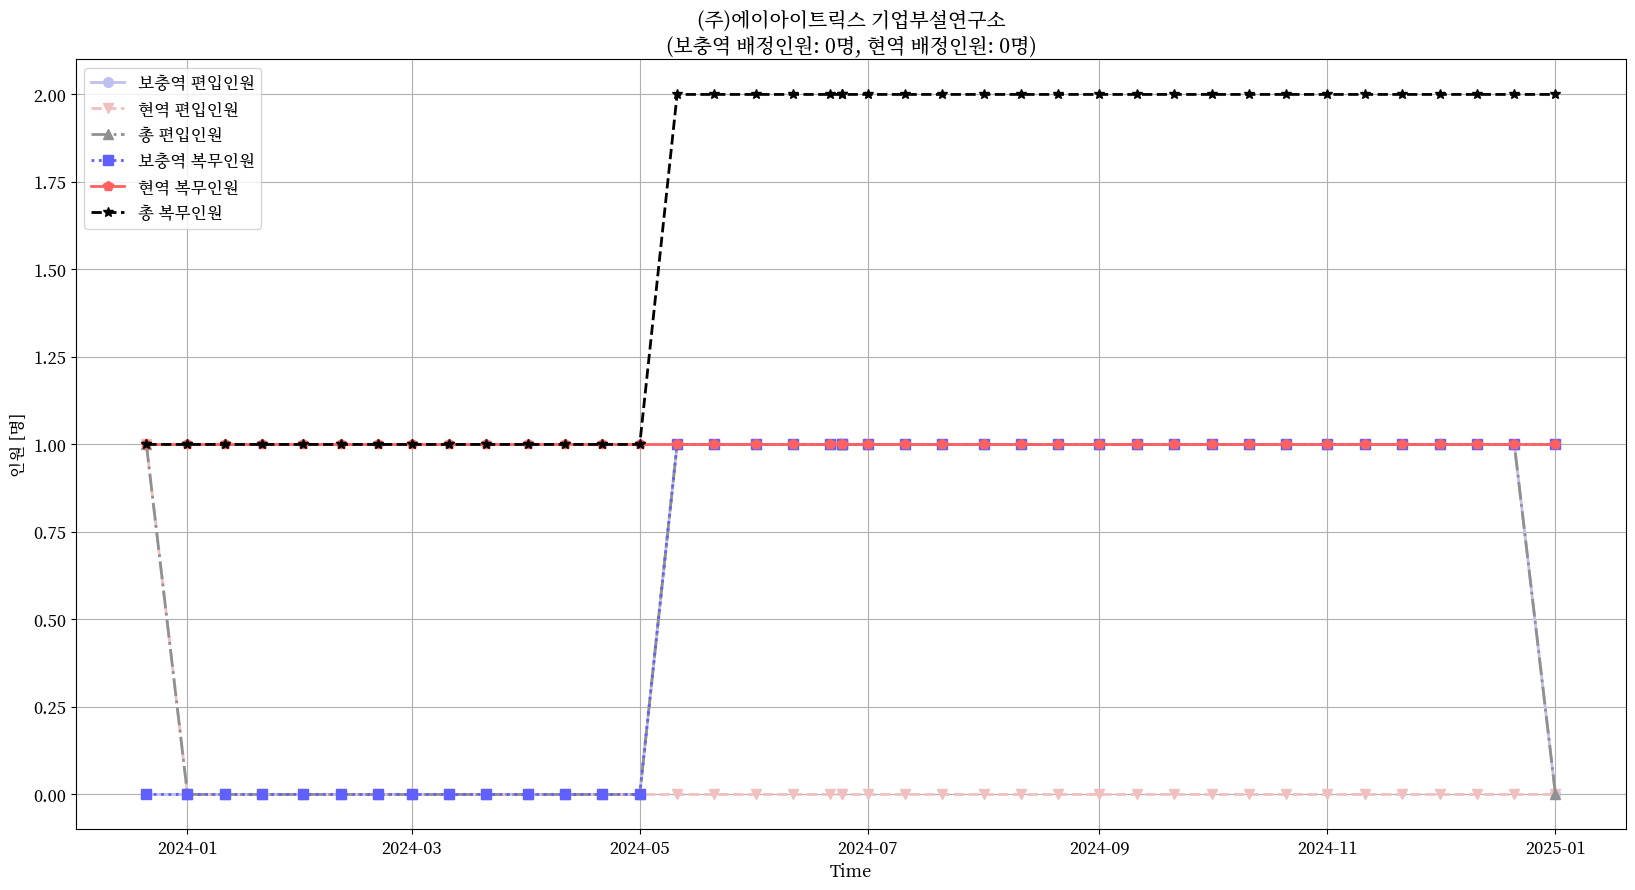 (주)에이아이트릭스 기업부설연구소
(보충역 배정인원: 0명, 현역 배정인원: 0명)
보충역 편입인원
현역 편입인원
총 편입인원
보충역 복무인원
현역 복무인원
총 복무인원
인원 [명]
2.00
1.75
1.50
1.25
1.00
0.75
0.50
0.25
0.00
2024-01
2024-03
2024-05
2024-07
2024-09
2024-11
2025-01
Time